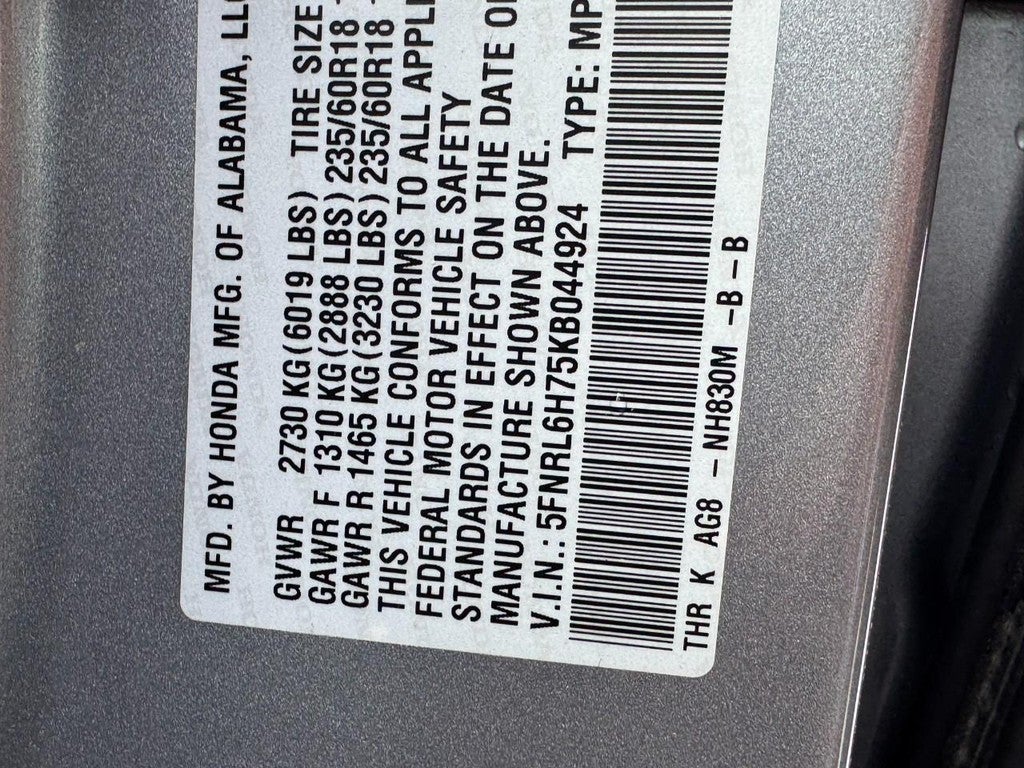 MFD. BY HONDA MFG. OF ALABAMA, LLC
GVWR 2730 KG(6019 LBS) TIRE SIZE
GAWR F 1310 KG(2888 LBS) 235/60R18
GAWR R 1465 KG(3230 LBS) 235/60R18
THIS VEHICLE CONFORMS TO ALL APPLI
FEDERAL MOTOR VEHICLE SAFETY
STANDARDS IN EFFECT ON THE DATE OF
MANUFACTURE SHOWN ABOVE.
V.I.N.: 5FNRL6H75KB044924 TYPE: MP
THR K AG8 -NH830M -B-B